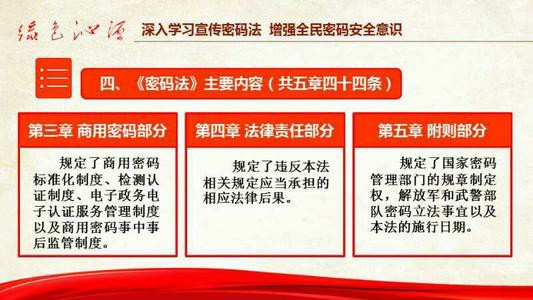 绿色沁源
深入学习宣传密码法 增强全民密码安全意识
四、《密码法》主要内容（共五章四十四条）
第三章 商用密码部分
规定了商用密码
标准化制度、检测认
证制度、电子政务电
子认证服务管理制度
以及商用密码事中事
后监管制度。
第四章 法律责任部分
规定了违反本法
相关规定应当承担的
相应法律后果。
第五章 附则部分
规定了国家密码
管理部门的规章制定
权，解放军和武警部
队密码立法事宜以及
本法的施行日期。